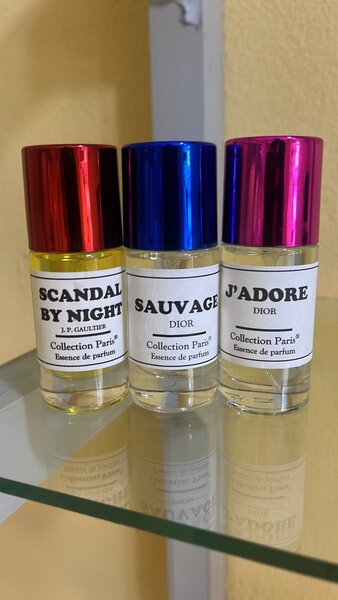 SCANDAL
BY NIGHT
J. P. GAULTIER
Collection Paris®
Essence de parfum
SAUVAGE
DIOR
Collection Paris®
Essence de parfum
J'ADORE
DIOR
Collection Paris®
Essence de parfum